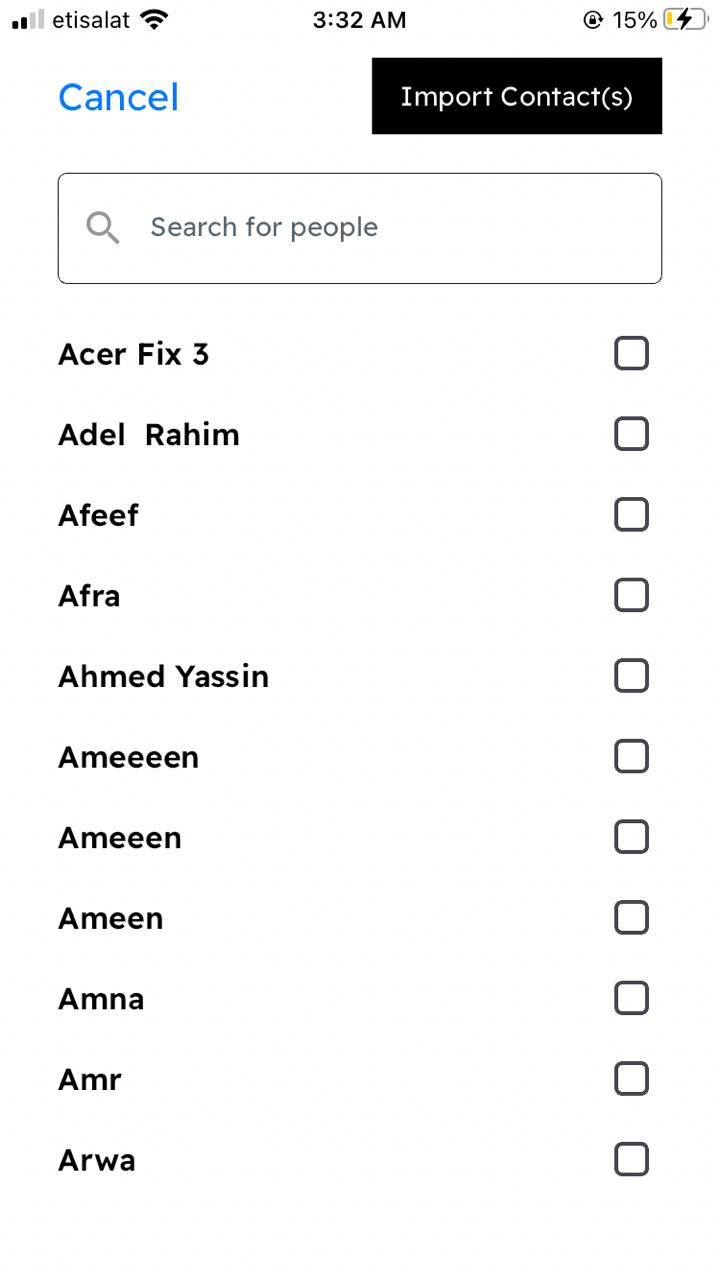 etisalat 3:32 AM 15%
Cancel Import Contact(s)
Search for people
Acer Fix 3
Adel  Rahim
Afeef
Afra
Ahmed Yassin
Ameeeen
Ameeen
Ameen
Amna
Amr
Arwa